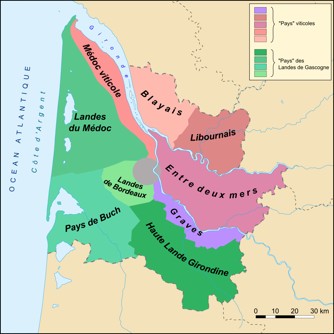 "Pays" viticoles
"Pays" des
Landes de Gascogne
OCEAN ATLANTIQUE
Côte d'Argent
Gironde
Médoc viticole
Blayais
Landes
du Médoc
Libournais
Entre deux mers
Landes
de Bordeaux
Graves
Pays de Buch
Haute Lande Girondine
0 10 20 30 km